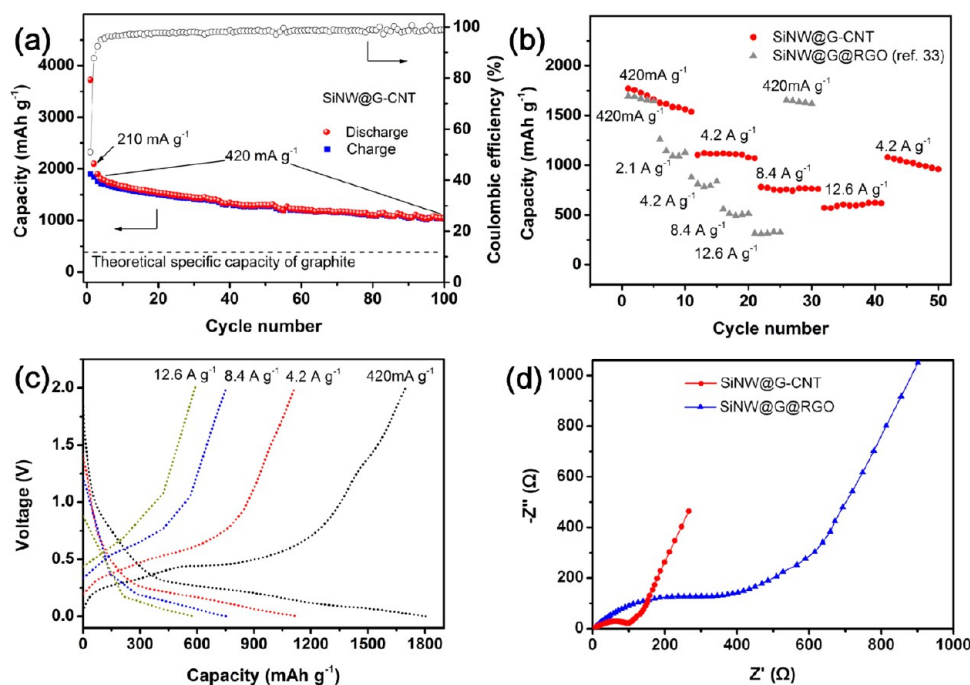 (a)
100
80
60
40
20
0
4000
3000
2000
1000
0
Capacity (mAh g⁻¹)
Coulombic efficiency (%)
SiNW@G-CNT
Discharge
Charge
210 mA g⁻¹
420 mA g⁻¹
Theoretical specific capacity of graphite
0 20 40 60 80 100
Cycle number
(b)
SiNW@G-CNT
SiNW@G@RGO (ref. 33)
2000
1500
1000
500
0
Capacity (mAh g⁻¹)
420mA g⁻¹
420mA g⁻¹
420mA g⁻¹
4.2 A g⁻¹
4.2 A g⁻¹
2.1 A g⁻¹
8.4 A g⁻¹
12.6 A g⁻¹
4.2 A g⁻¹
8.4 A g⁻¹
12.6 A g⁻¹
0 10 20 30 40 50
Cycle number
(c)
12.6 A g⁻¹ 8.4 A g⁻¹ 4.2 A g⁻¹ 420mA g⁻¹
2.0
1.5
1.0
0.5
0.0
Voltage (V)
0 300 600 900 1200 1500 1800
Capacity (mAh g⁻¹)
(d)
SiNW@G-CNT
SiNW@G@RGO
1000
800
600
400
200
0
-Z'' (Ω)
0 200 400 600 800 1000
Z' (Ω)